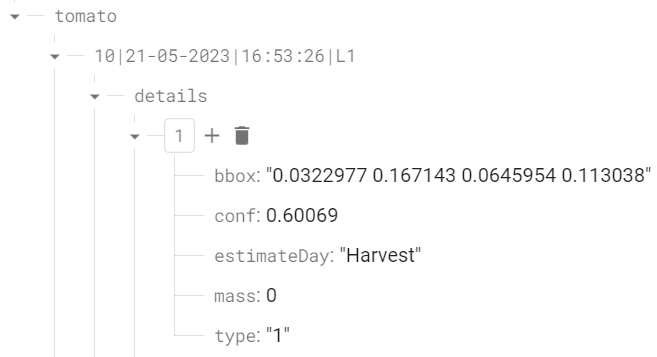 tomato
10|21-05-2023|16:53:26|L1
details
1
bbox: "0.0322977 0.167143 0.0645954 0.113038"
conf: 0.60069
estimateDay: "Harvest"
mass: 0
type: "1"